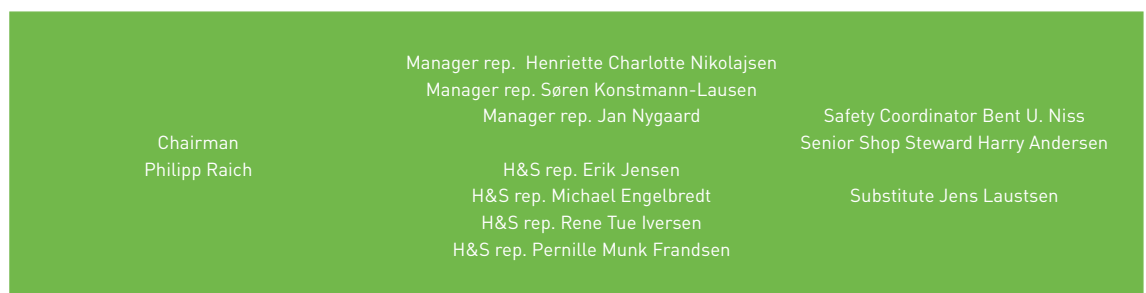 Chairman
Philipp Raich
Manager rep. Henriette Charlotte Nikolajsen
Manager rep. Søren Konstmann-Lausen
Manager rep. Jan Nygaard
H&S rep. Erik Jensen
H&S rep. Michael Engelbredt
H&S rep. Rene Tue Iversen
H&S rep. Pernille Munk Frandsen
Safety Coordinator Bent U. Niss
Senior Shop Steward Harry Andersen
Substitute Jens Laustsen